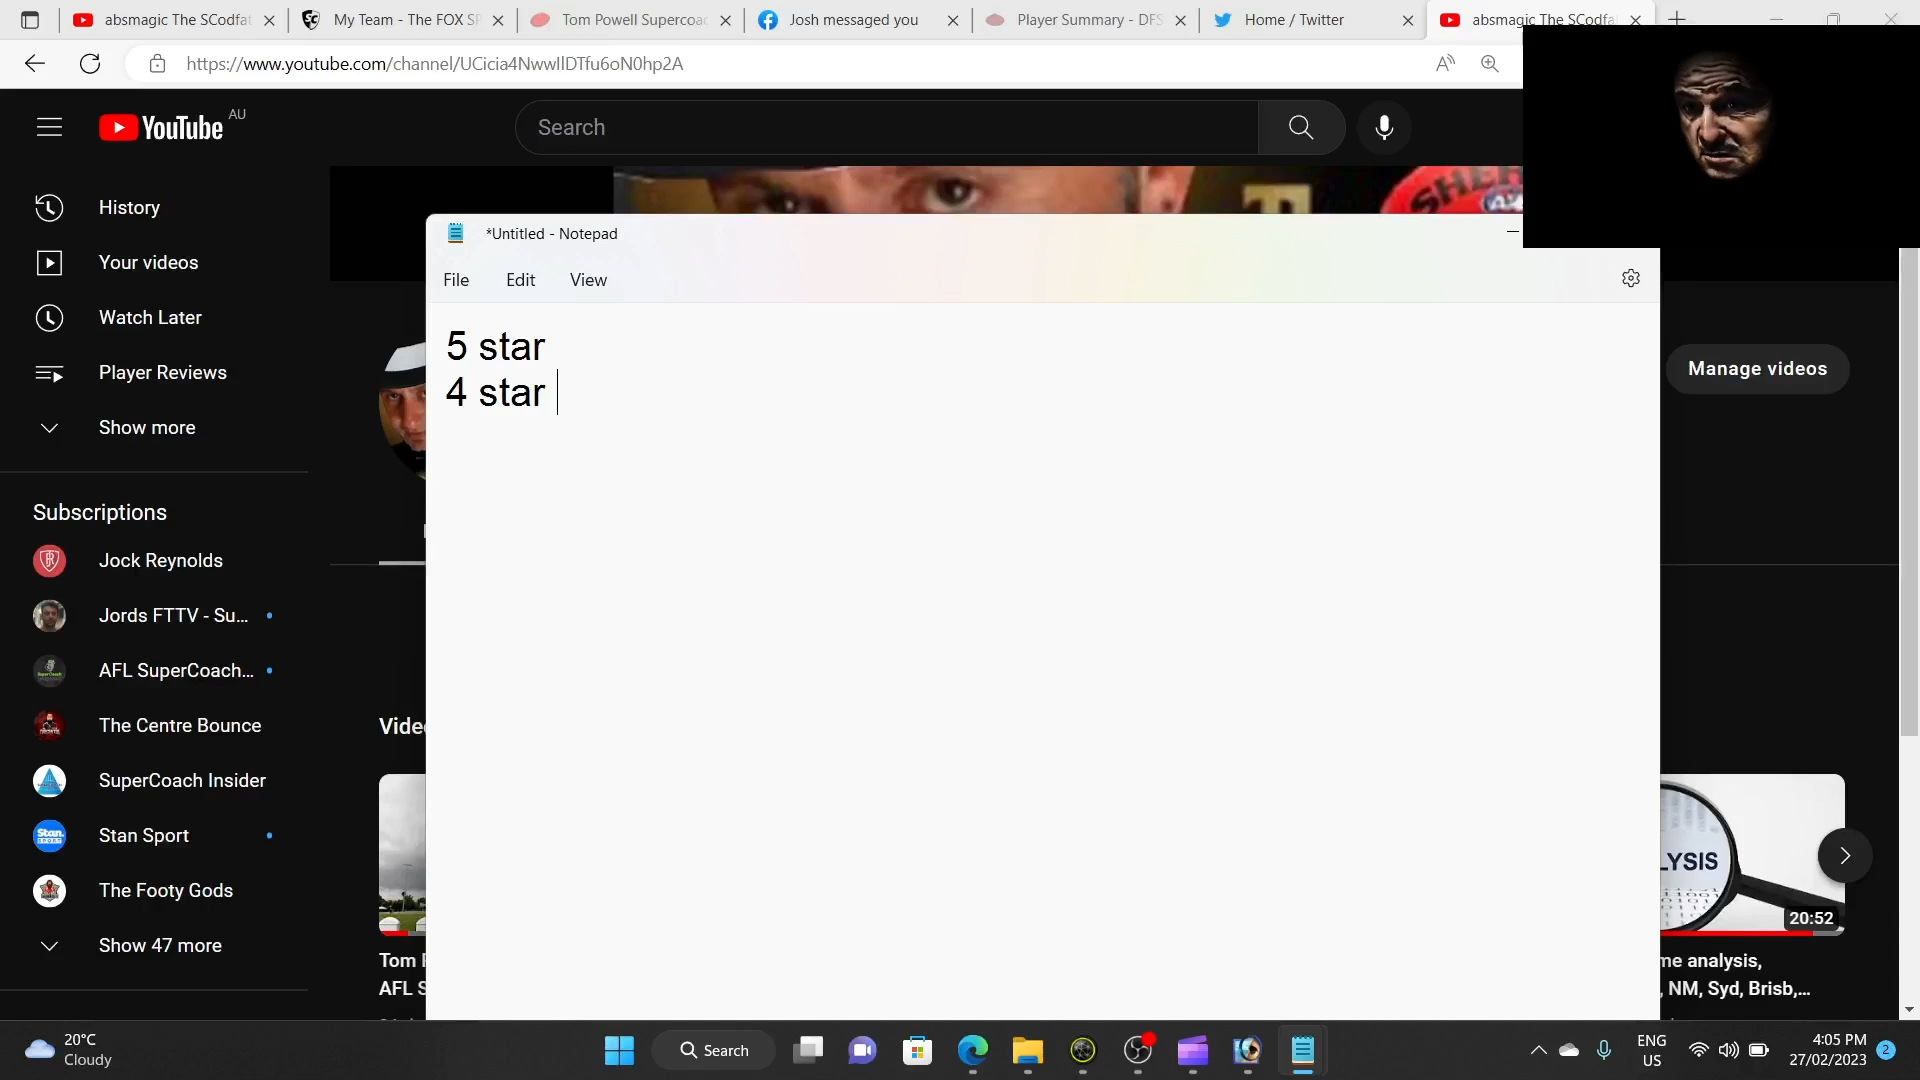 absmagic The SCodfat
My Team - The FOX SP
Tom Powell Supercoac
Josh messaged you
Player Summary - DFS
Home / Twitter
absmagic The SCodfat
https://www.youtube.com/channel/UCicia4NwwIlDTfu6oN0hp2A
YouTube AU
Search
History
Your videos
Watch Later
Player Reviews
Show more
Subscriptions
Jock Reynolds
Jords FTTV - Su...
AFL SuperCoach...
The Centre Bounce
SuperCoach Insider
Stan Sport
The Footy Gods
Show 47 more
SHER
*Untitled - Notepad
File Edit View
5 star
4 star
Manage videos
Vide
LYSIS
20:52
Tom
AFL S
me analysis,
, NM, Syd, Brisb,...
20°C
Cloudy
Search
ENG
US
4:05 PM
27/02/2023
2